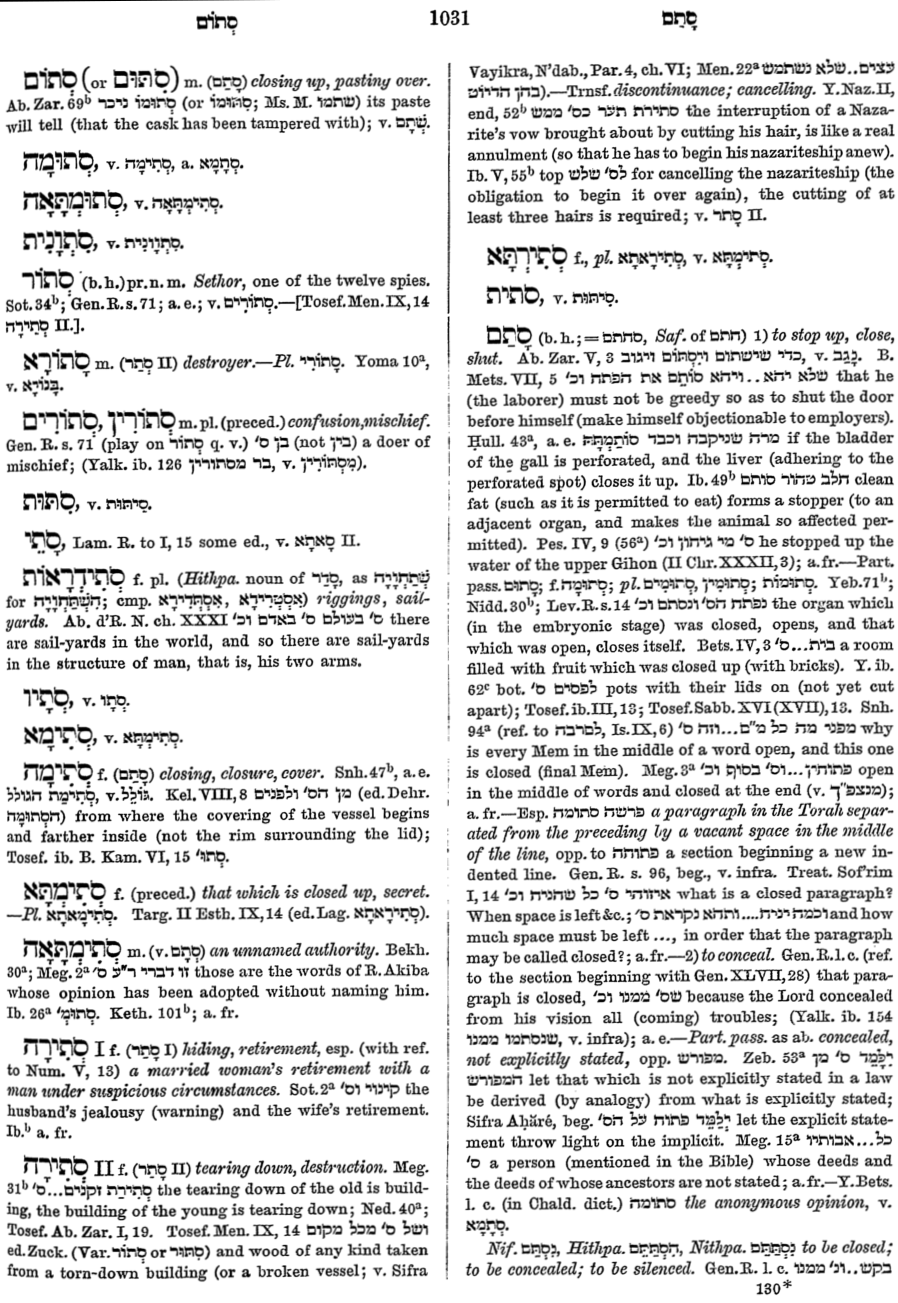 סְתוֹם
1031
סָתַם
סְתוֹם (or סִתּוּם) m. (סָתַם) closing up, pastiny over.
Ab. Zar. 69ᵇ סְתוּמוֹ ניכר (or סִתּוּמוֹ; Ms. M. שתמו) its paste
will tell (that the cask has been tampered with); v. שָׁתַם.
סְתוּמָה, v. סְתִימָה, a. סְתָמָא.
סְתוּמְתָּאָה, v. סְתִימְתָּאָה.
סִתְוָנִית, v. סִתְוָונִית.
סְתוּר (b. h.) pr. n. m. Sethor, one of the twelve spies.
Sot. 34ᵇ; Gen. R. s. 71; a. e.; v. סְתוֹרִים.—[Tosef. Men. IX, 14
סְתִירָה II.].
סָתוֹרָא m. (סְתַר II) destroyer.—Pl. סָתוֹרֵי. Yoma 10ᵃ,
v. בָּנוֹיָא.
סְתוֹרִין, סְתוֹרִים m. pl. (preced.) confusion, mischief.
Gen. R. s. 71 (play on סְתוּר q. v.) בן ס' (not בין) a doer of
mischief; (Yalk. ib. 126 בר מסתורין, v. מִסְתּוֹרִין).
סִתּוּת, v. סִיתּוּת.
סָתֵי, Lam. R. to I, 15 some ed., v. סָאתָא II.
סְתִידְרָאוֹת f. pl. (Hithpa. noun of סָדַר, as שְׁתַּחֲוָיָה
for הִשְׁתַּחֲוָיָה; cmp. אִסְתְּדִירָא, אִסְטְרִידָא) riggings, sail-
yards. Ab. d'R. N. ch. XXXI ס' בעולם ס' באדם וכ' there
are sail-yards in the world, and so there are sail-yards
in the structure of man, that is, his two arms.
סְתָיו, v. סְתָו.
סְתִימָא, v. סְתִימְתָּא.
סְתִימָה f. (סָתַם) closing, closure, cover. Snh. 47ᵇ, a. e.
סְתִימַת הגולל, v. גּוֹלֵל. Kel. VIII, 8 מן הס' ולפנים (ed. Dehr.
הסְתוּמָה) from where the covering of the vessel begins
and farther inside (not the rim surrounding the lid);
Tosef. ib. B. Kam. VI, 15 סְתוּ'.
סְתִימְתָּא f. (preced.) that which is closed up, secret.
—Pl. סְתִימָאתָא. Targ. II Esth. IX, 14 (ed. Lag. סְתִירָאתָא).
סְתִימְתָּאָה m. (v. סָתַם) an unnamed authority. Bekh.
30ᵃ; Meg. 2ᵃ זו דברי ר"ע ס' those are the words of R. Akiba
whose opinion has been adopted without naming him.
Ib. 26ᵃ סְתוּמְ'. Keth. 101ᵇ; a. fr.
סְתִירָה I f. (סָתַר I) hiding, retirement, esp. (with ref.
to Num. V, 13) a married woman's retirement with a
man under suspicious circumstances. Sot. 2ᵃ קינוי וס' the
husband's jealousy (warning) and the wife's retirement.
Ib.ᵇ a. fr.
סְתִירָה II f. (סָתַר II) tearing down, destruction. Meg.
31ᵇ סְתִירַת זקנים...ס' the tearing down of the old is build-
ing, the building of the young is tearing down; Ned. 40ᵃ;
Tosef. Ab. Zar. I, 19. Tosef. Men. IX, 14 ושל ס' מכל מקום
ed. Zuck. (Var. סְתוֹר or סִתּוּר) and wood of any kind taken
from a torn-down building (or a broken vessel; v. Sifra
Vayikra, N'dab., Par. 4, ch. VI; Men. 22ᵃ עצים..שלא נשתמש
בהן הדיוט).—Trnsf. discontinuance; cancelling. Y. Naz. II,
end, 52ᵇ סתירת תער כס' ממש the interruption of a Naza-
rite's vow brought about by cutting his hair, is like a real
annulment (so that he has to begin his nazariteship anew).
Ib. V, 55ᵇ top לס' שלש for cancelling the nazariteship (the
obligation to begin it over again), the cutting of at
least three hairs is required; v. סָתַר II.
סְתִירְתָּא f., pl. סְתִירָאתָא, v. סְתִימְתָּא.
סִתִית, v. סִיתּוּת.
סָתַם (b. h.; = סחתם, Saf. of חתם) 1) to stop up, close,
shut. Ab. Zar. V, 3 כדי שישתום ויִסְתּוֹם ויגוב, v. נָגַב. B.
Mets. VII, 5 שלא יהא..ויהא סוֹתֵם את הפתח וכ' that he
(the laborer) must not be greedy so as to shut the door
before himself (make himself objectionable to employers).
Ḥull. 43ᵃ, a. e. מרה שניקבה וכבד סוֹתַמְתָּהּ if the bladder
of the gall is perforated, and the liver (adhering to the
perforated spot) closes it up. Ib. 49ᵇ חלב טהור סותם clean
fat (such as it is permitted to eat) forms a stopper (to an
adjacent organ, and makes the animal so affected per-
mitted). Pes. IV, 9 (56ᵃ) ס' מי גיחון וכ' he stopped up the
water of the upper Gihon (II Chr. XXXII, 3); a. fr.—Part.
pass. סָתוּם; f. סְתוּמָה; pl. סְתוּמִים, סְתוּמִין; סְתוּמוֹת. Yeb. 71ᵇ;
Nidd. 30ᵇ; Lev. R. s. 14 נפתח הס' ונסתם וכ' the organ which
(in the embryonic stage) was closed, opens, and that
which was open, closes itself. Bets. IV, 3 בית...ס' a room
filled with fruit which was closed up (with bricks). Y. ib.
62ᶜ bot. לפסים ס' pots with their lids on (not yet cut
apart); Tosef. ib. III, 13; Tosef. Sabb. XVI (XVII), 13. Snh.
94ᵃ (ref. to לםרבה, Is. IX, 6) מפני מה כל מ"ם...וזה ס' why
is every Mem in the middle of a word open, and this one
is closed (final Mem). Meg. 3ᵃ פתוחין...וס' בסוף וכ' open
in the middle of words and closed at the end (v. מנצפ"ך);
a. fr.—Esp. פרשה סתומה a paragraph in the Torah separ-
ated from the preceding by a vacant space in the middle
of the line, opp. to פתוחה a section beginning a new in-
dented line. Gen. R. s. 96, beg., v. infra. Treat. Sof'rim
I, 14 איזוהי ס' כל שהניח וכ' what is a closed paragraph?
When space is left &c.; וכמה יניח....ותהא נקראת ס' and how
much space must be left ..., in order that the paragraph
may be called closed?; a. fr.—2) to conceal. Gen. R. l. c. (ref.
to the section beginning with Gen. XLVII, 28) that para-
graph is closed, שס' ממנו וכ' because the Lord concealed
from his vision all (coming) troubles; (Yalk. ib. 154
שנסתמו ממנו, v. infra); a. e.—Part. pass. as ab. concealed,
not explicitly stated, opp. מפורש. Zeb. 53ᵃ יִלָּמֵד ס' מן
המפורש let that which is not explicitly stated in a law
be derived (by analogy) from what is explicitly stated;
Sifra Aḥăré, beg. יְלַמֵּד פתוח על הס' let the explicit state-
ment throw light on the implicit. Meg. 15ᵃ כל...אבותיו
ס' a person (mentioned in the Bible) whose deeds and
the deeds of whose ancestors are not stated; a. fr.—Y. Bets.
l. c. (in Chald. dict.) סתומה the anonymous opinion, v.
סְתָמָא.
Nif. נִסְתַּם, Hithpa. הִסְתַּתֵּם, Nithpa. נִסְתַּתֵּם to be closed;
to be concealed; to be silenced. Gen. R. l. c. בקש..ונ' ממנו
130*